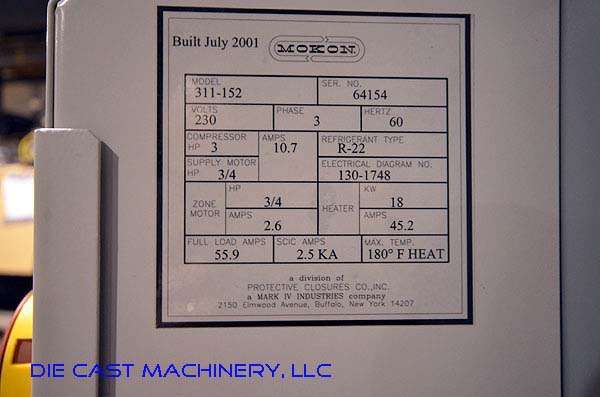 Built July 2001 MOKON
MODEL 311-152 SER. NO. 64154
VOLTS 230 PHASE 3 HERTZ 60
COMPRESSOR HP 3 AMPS 10.7 REFRIGERANT TYPE R-22
SUPPLY MOTOR HP 3/4 ELECTRICAL DIAGRAM NO. 130-1748
ZONE MOTOR HP 3/4 HEATER KW 18
AMPS 2.6 AMPS 45.2
FULL LOAD AMPS 55.9 SCIC AMPS 2.5 KA MAX. TEMP. 180° F HEAT
a division of
PROTECTIVE CLOSURES CO., INC.
a MARK IV INDUSTRIES company
2150 Elmwood Avenue, Buffalo, New York 14207
DIE CAST MACHINERY, LLC